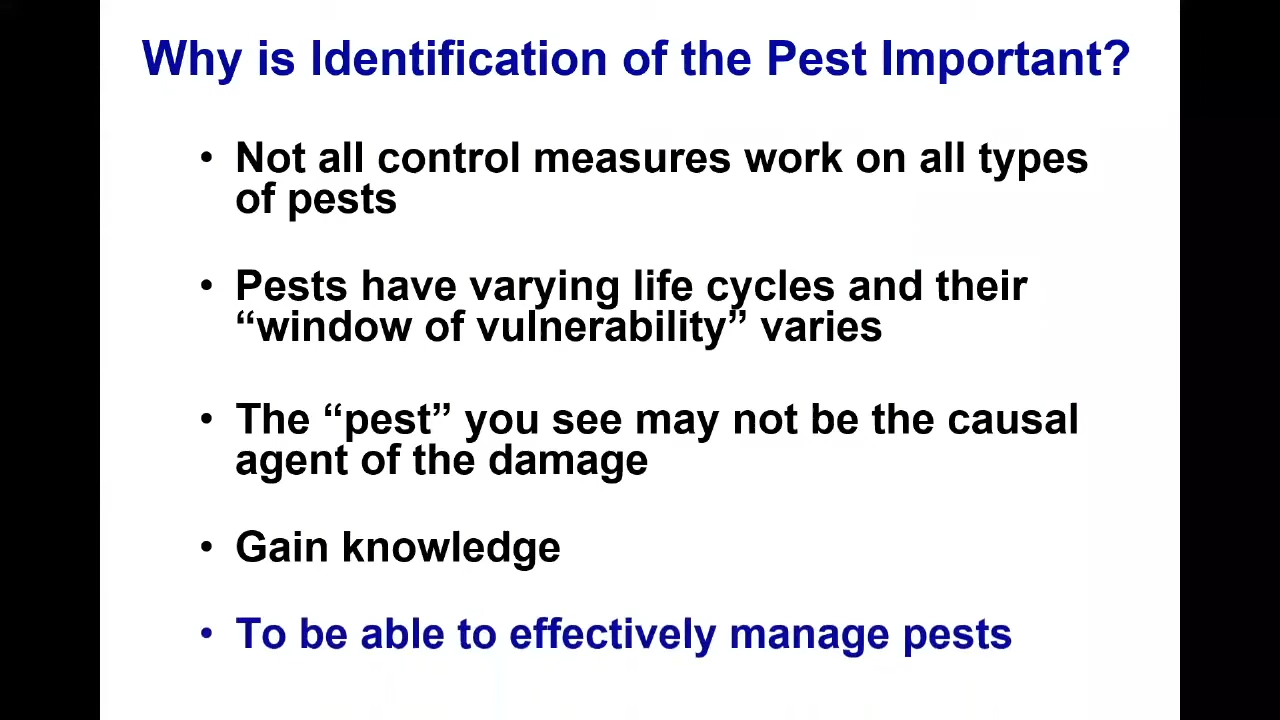 Why is Identification of the Pest Important?
• Not all control measures work on all types
of pests
• Pests have varying life cycles and their
“window of vulnerability” varies
• The “pest” you see may not be the causal
agent of the damage
• Gain knowledge
• To be able to effectively manage pests